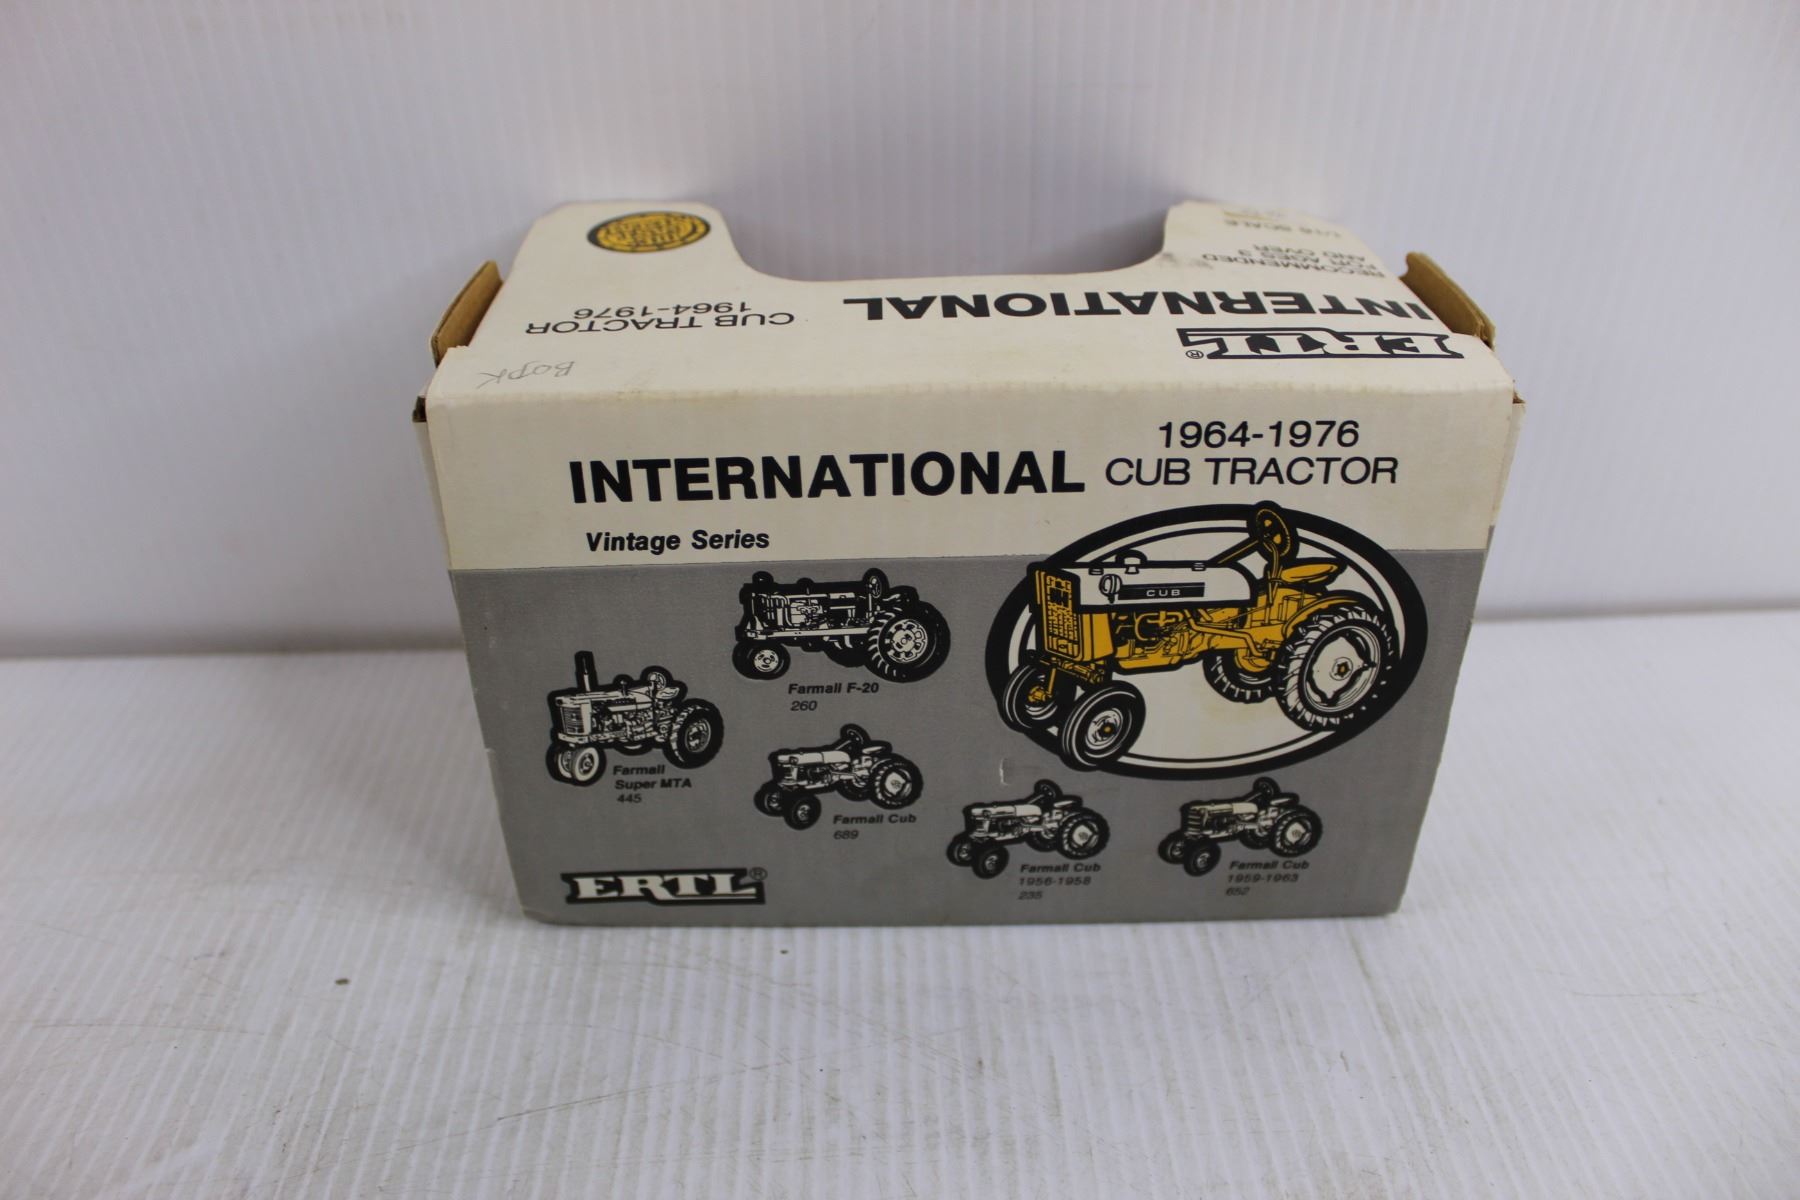 1/16 SCALE
RECOMMENDED
FOR AGES 3
AND OVER
CUB TRACTOR
1964-1976
INTERNATIONAL
ERTL®
BOPK
INTERNATIONAL
1964-1976
CUB TRACTOR
Vintage Series
CUB
Farmall F-20
260
Farmall
Super MTA
445
Farmall Cub
689
Farmall Cub
1956-1958
235
Farmall Cub
1959-1963
652
ERTL®